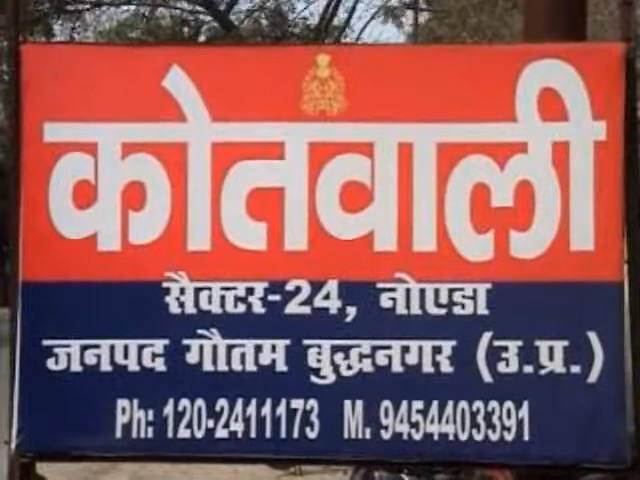 कोतवाली
सैक्टर-24, नोएडा
जनपद गौतम बुद्धनगर (उ.प्र.)
Ph: 120-2411173 M. 9454403391